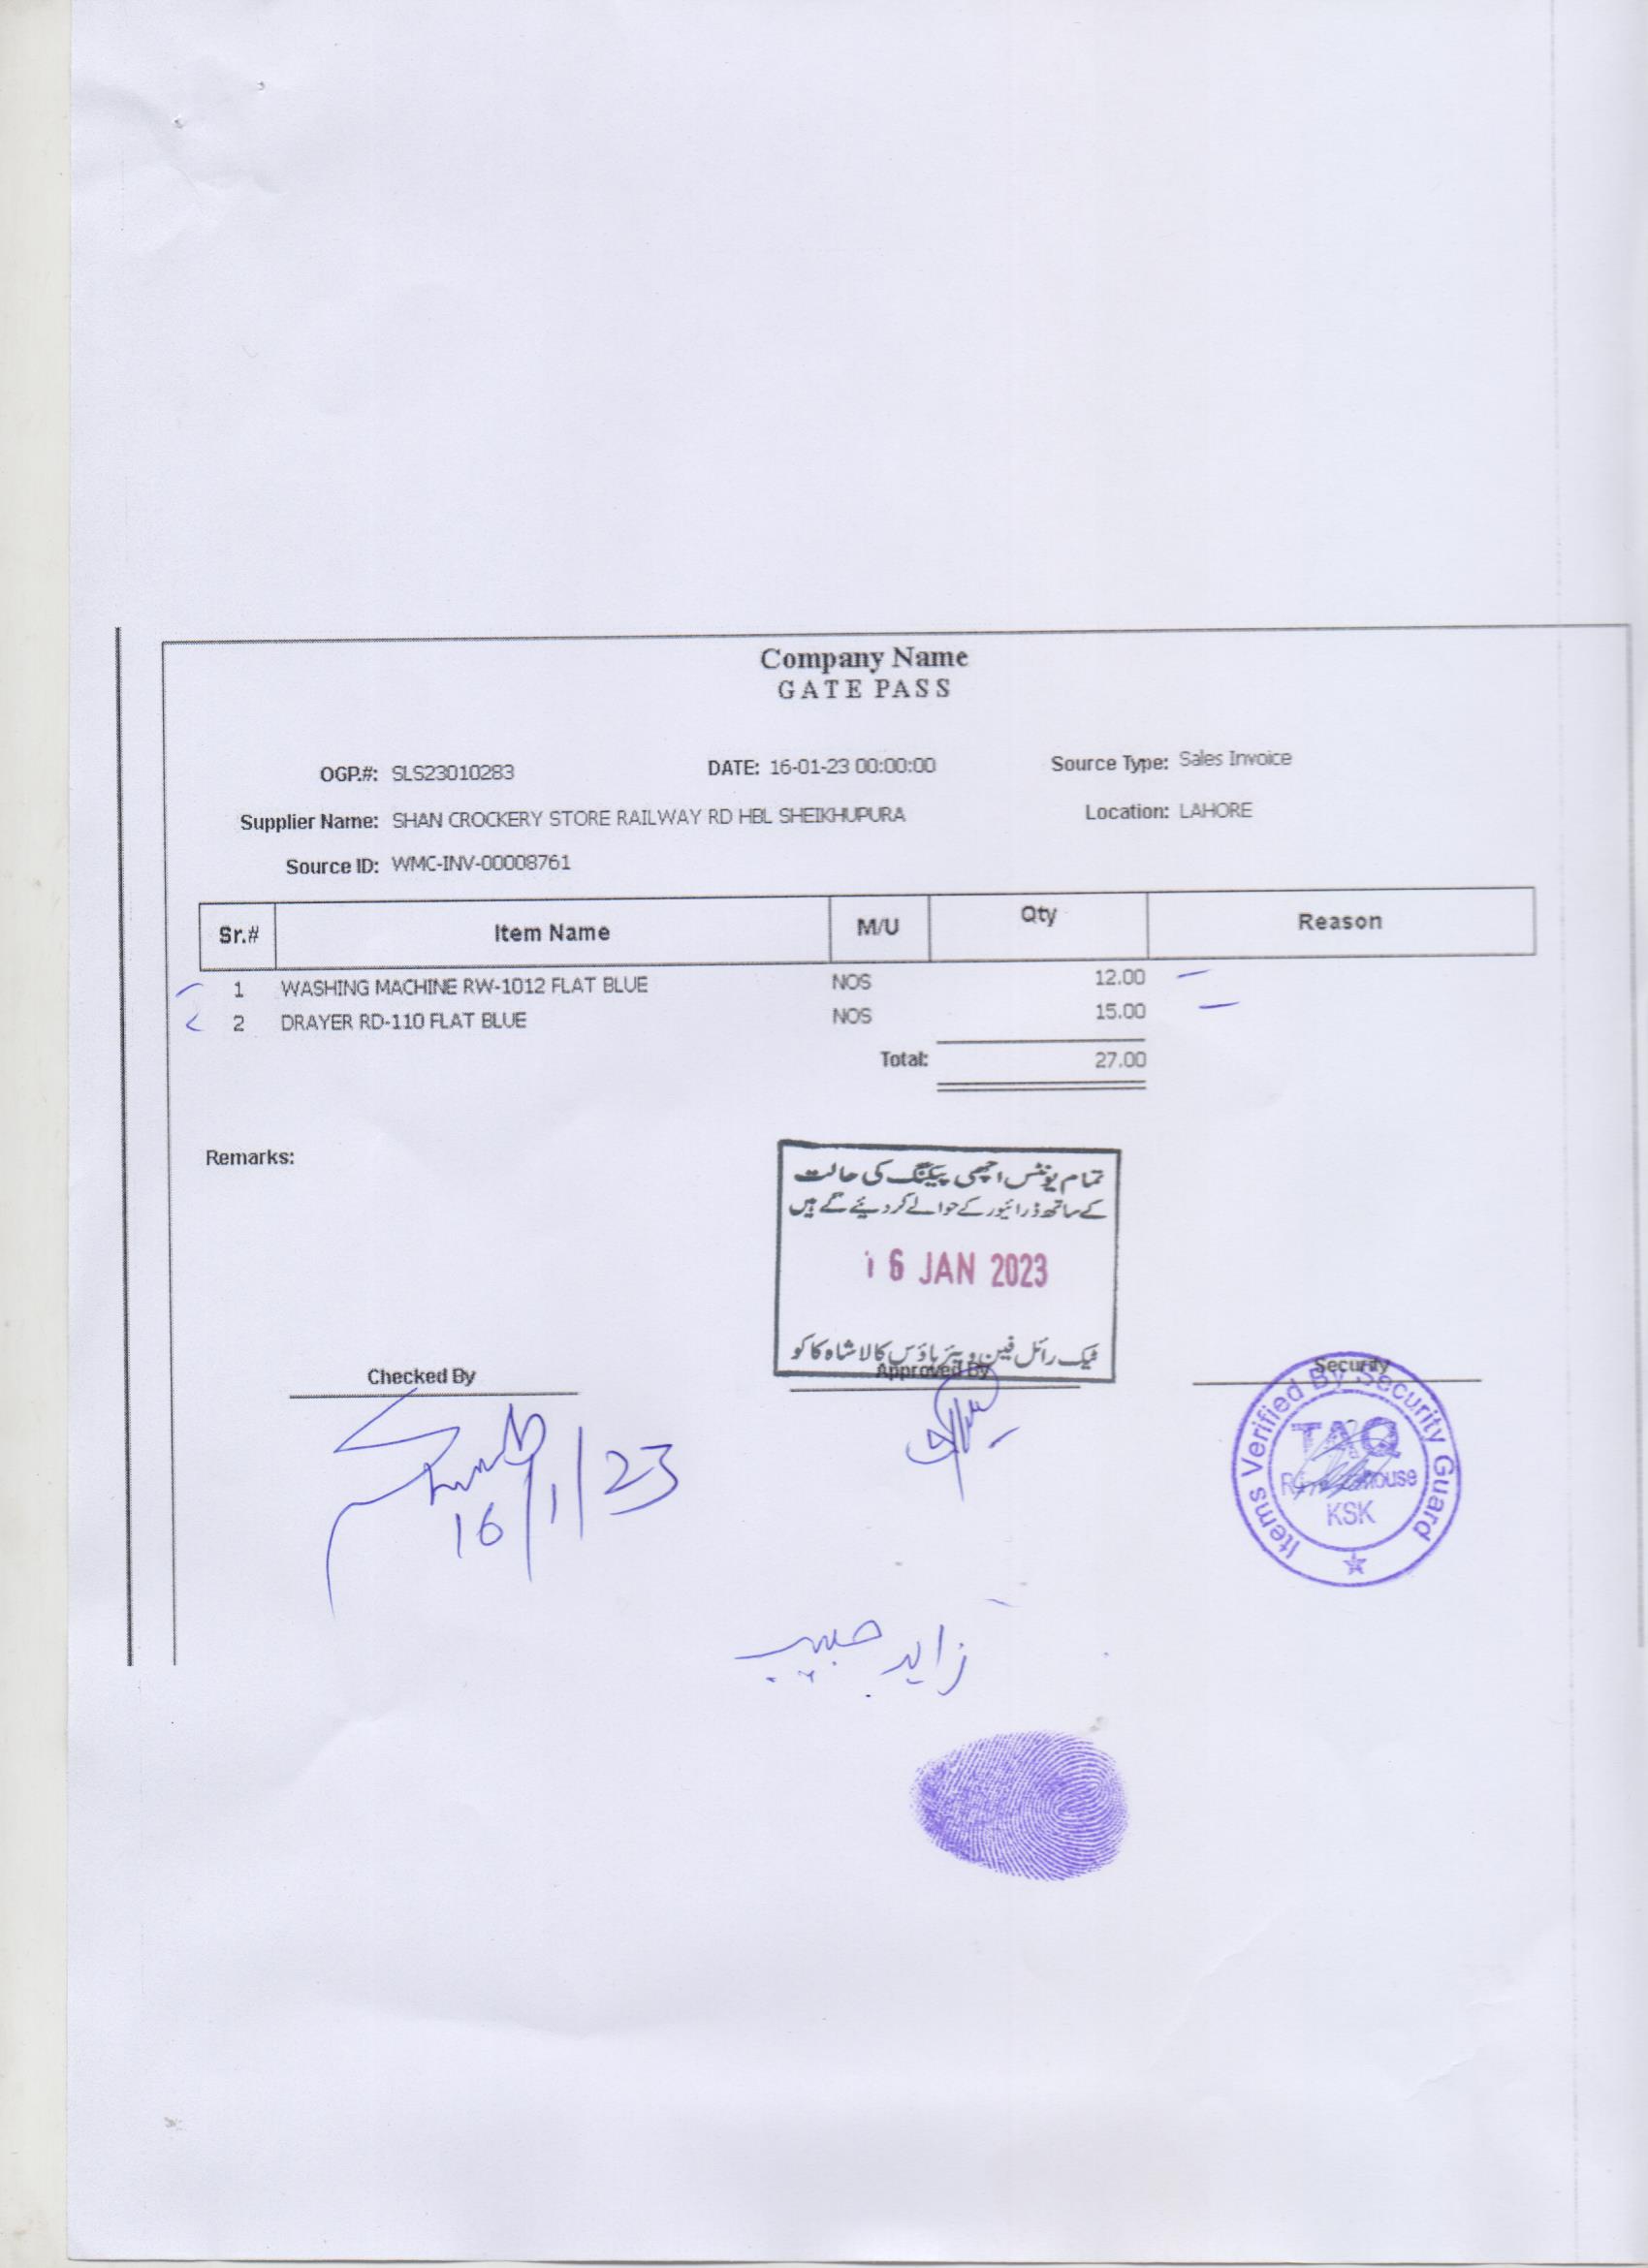 Company Name
GATE PASS
OGP.#: SLS23010283 DATE: 16-01-23 00:00:00 Source Type: Sales Invoice
Supplier Name: SHAN CROCKERY STORE RAILWAY RD HBL SHEIKHUPURA Location: LAHORE
Source ID: WMC-INV-00008761
Sr.# Item Name M/U Qty Reason
1 WASHING MACHINE RW-1012 FLAT BLUE NOS 12.00
2 DRAYER RD-110 FLAT BLUE NOS 15.00
Total: 27.00
Remarks:
تمام یونٹس اچھی پیکنگ کی حالت
کے ساتھ ڈرائیور کے حوالے کر دیئے گے ہیں
16 JAN 2023
ٹیک رائل فین ویئر ہاؤس کالا شاہ کاکو
Checked By Approved By Security
16/1/23
Items Verified By Security Guard
TAQ
KSK
زاہد حبیب